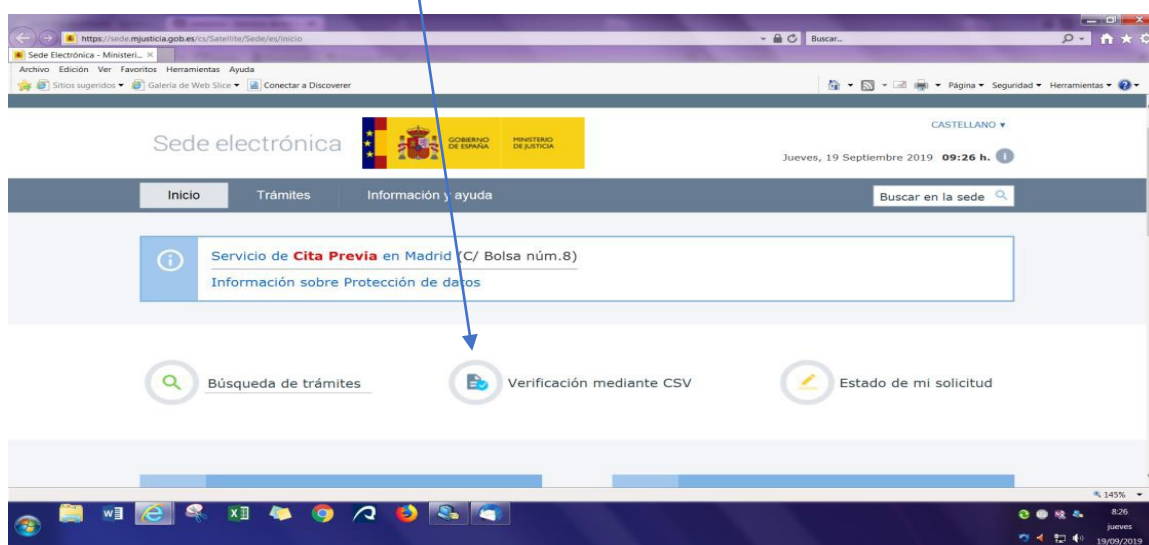 https://sede.mjusticia.gob.es/cs/Satellite/Sede/es/inicio
Buscar...
Sede Electrónica - Ministeri...
Archivo Edición Ver Favoritos Herramientas Ayuda
Sitios sugeridos Galería de Web Slice Conectar a Discoverer
Página Seguridad Herramientas
Sede electrónica
GOBIERNO DE ESPAÑA
MINISTERIO DE JUSTICIA
CASTELLANO
Jueves, 19 Septiembre 2019 09:26 h.
Inicio Trámites Información y ayuda
Buscar en la sede
Servicio de Cita Previa en Madrid (C/ Bolsa núm.8)
Información sobre Protección de datos
Búsqueda de trámites
Verificación mediante CSV
Estado de mi solicitud
145%
8:26
jueves
19/09/2019